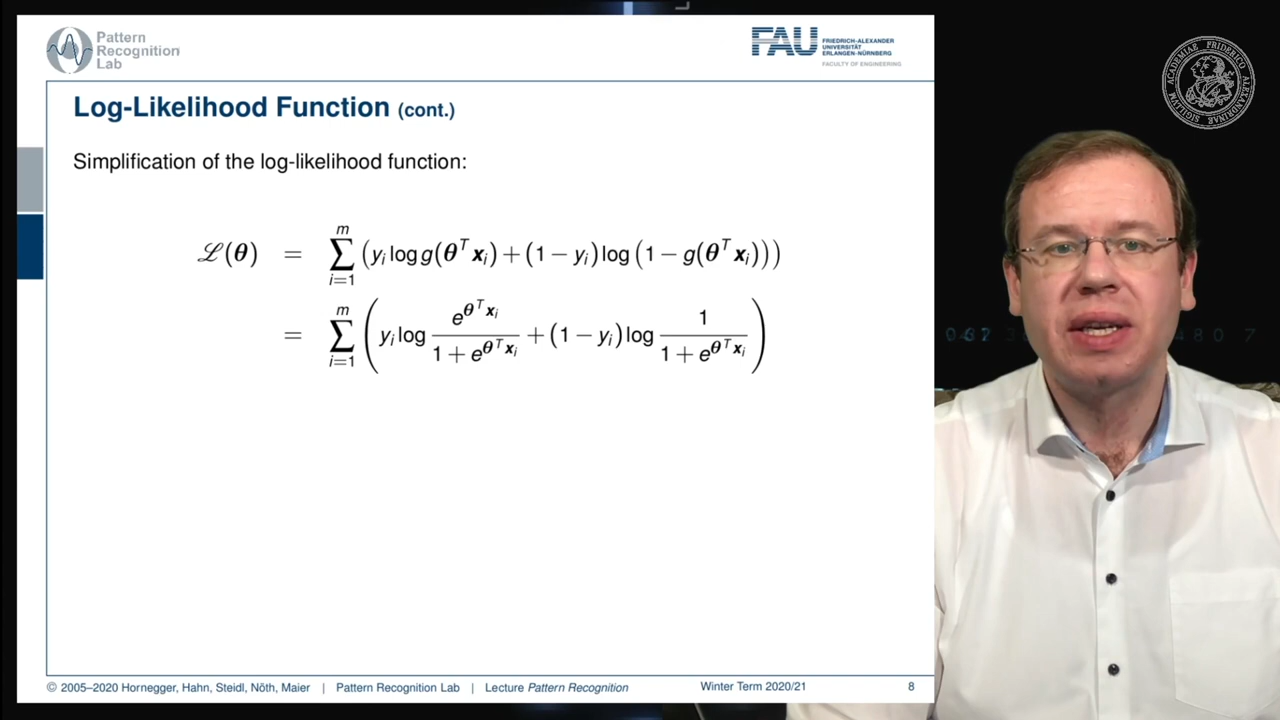 Pattern
Recognition
Lab
FAU
FRIEDRICH-ALEXANDER
UNIVERSITÄT
ERLANGEN-NÜRNBERG
FACULTY OF ENGINEERING
Log-Likelihood Function (cont.)
Simplification of the log-likelihood function:
ℒ(θ) = ∑_{i=1}^{m} (y_i log g(θ^T x_i) + (1 − y_i) log (1 − g(θ^T x_i)))
= ∑_{i=1}^{m} (y_i log \frac{e^{θ^T x_i}}{1 + e^{θ^T x_i}} + (1 − y_i) log \frac{1}{1 + e^{θ^T x_i}})
© 2005–2020 Hornegger, Hahn, Steidl, Nöth, Maier | Pattern Recognition Lab | Lecture Pattern Recognition Winter Term 2020/21 8